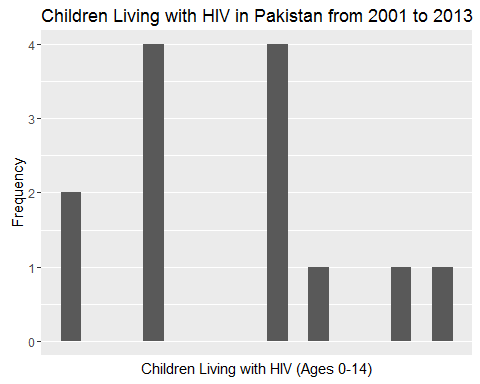 Children Living with HIV in Pakistan from 2001 to 2013
4
3
2
1
0
Frequency
Children Living with HIV (Ages 0-14)